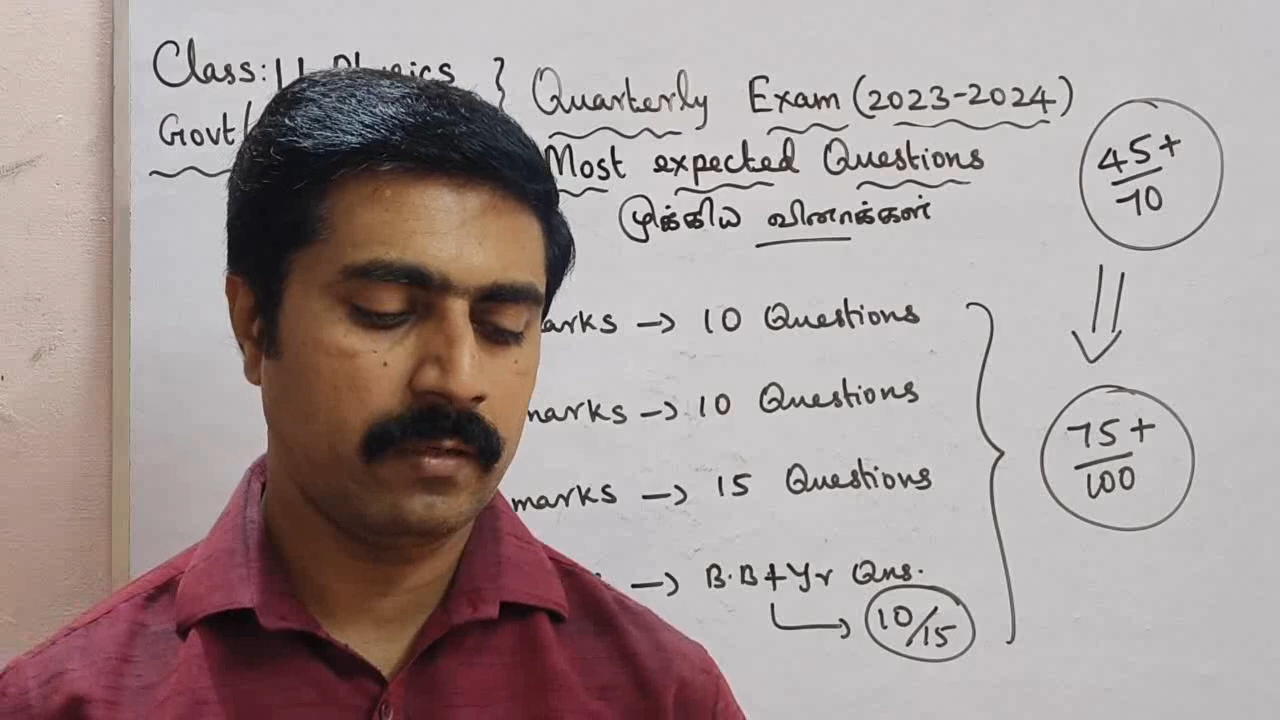 Class: 11 Physics }
Govt/
Quarterly Exam (2023-2024)
Most expected Questions
முக்கிய வினாக்கள்
marks → 10 Questions
marks → 10 Questions
marks → 15 Questions
→ B.B + Yr Qns.
10/15
45+
70
75+
100